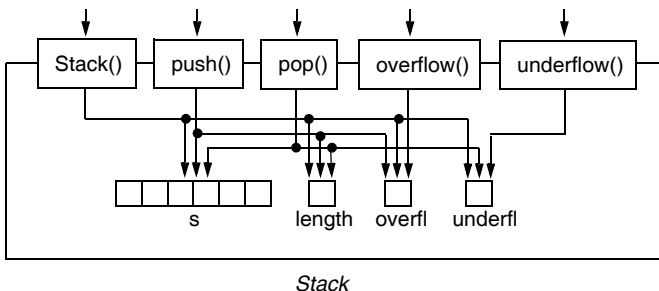 Stack() push() pop() overflow() underflow()
s length overfl underfl
Stack